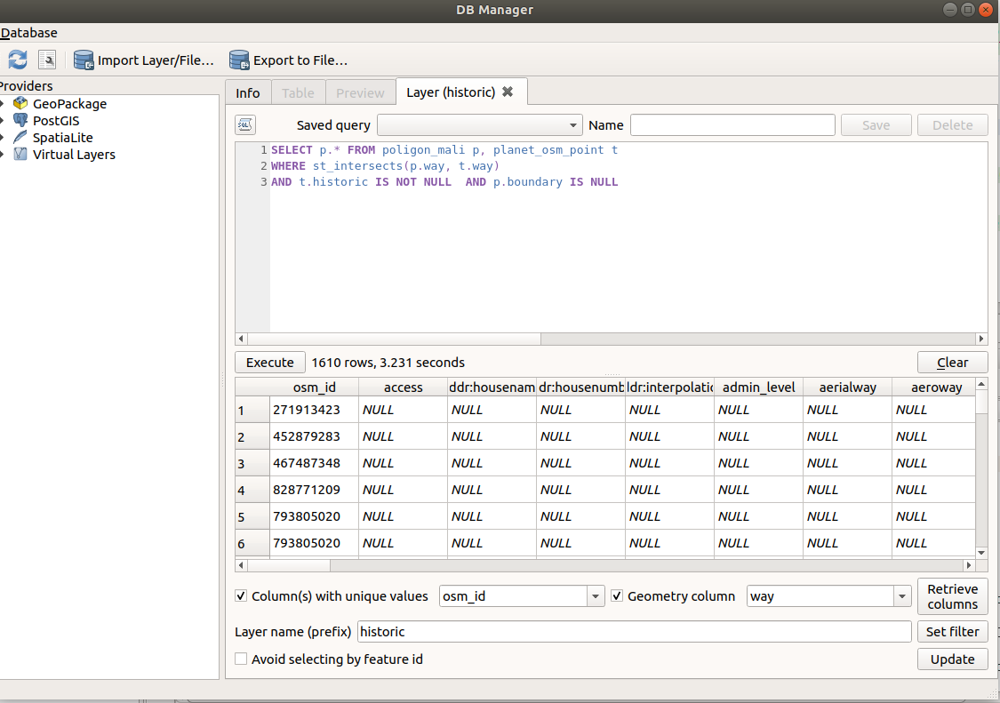 DB Manager
Database
Import Layer/File...
Export to File...
Providers
GeoPackage
PostGIS
SpatiaLite
Virtual Layers
Info
Table
Preview
Layer (historic)
SQL
Saved query
Name
Save
Delete
1 SELECT p.* FROM poligon_mali p, planet_osm_point t
2 WHERE st_intersects(p.way, t.way)
3 AND t.historic IS NOT NULL  AND p.boundary IS NULL
Execute
1610 rows, 3.231 seconds
Clear
osm_id access ddr:housenam dr:housenumb ldr:interpolatic admin_level aerialway aeroway
1 271913423 NULL NULL NULL NULL NULL NULL NULL
2 452879283 NULL NULL NULL NULL NULL NULL NULL
3 467487348 NULL NULL NULL NULL NULL NULL NULL
4 828771209 NULL NULL NULL NULL NULL NULL NULL
5 793805020 NULL NULL NULL NULL NULL NULL NULL
6 793805020 NULL NULL NULL NULL NULL NULL NULL
Column(s) with unique values
osm_id
Geometry column
way
Retrieve
columns
Layer name (prefix)
historic
Set filter
Avoid selecting by feature id
Update